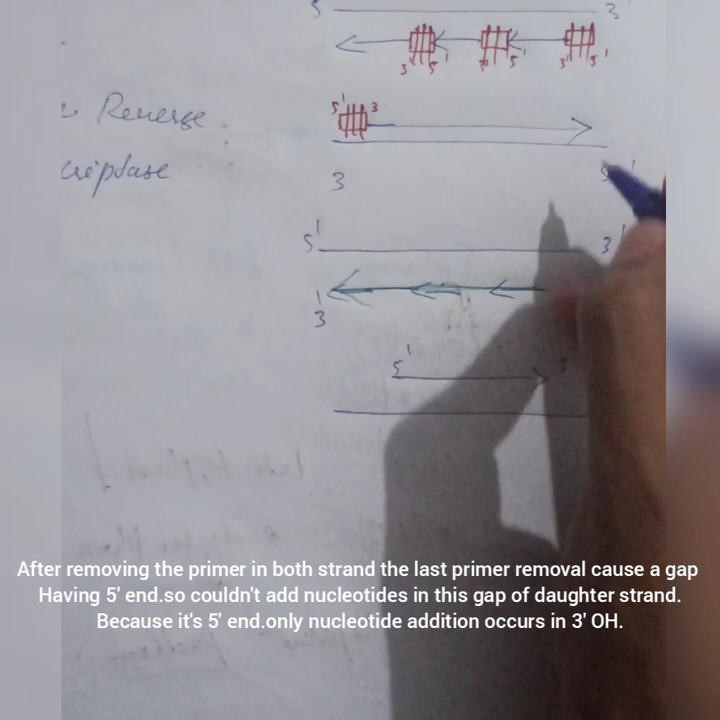 5' 3'
3' 5' 5' 3' 5'
Reverse
5' 3
3 5'
5' 3'
3'
5' 3
After removing the primer in both strand the last primer removal cause a gap
Having 5' end.so couldn't add nucleotides in this gap of daughter strand.
Because it's 5' end.only nucleotide addition occurs in 3' OH.